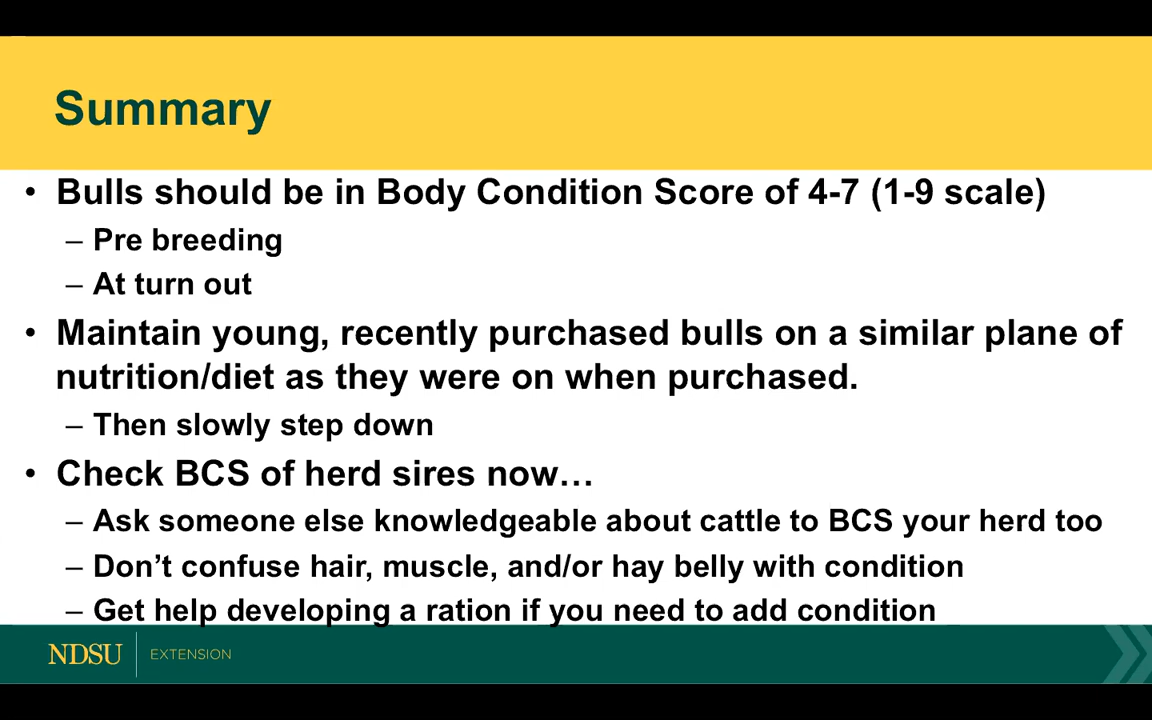 Summary
• Bulls should be in Body Condition Score of 4-7 (1-9 scale)
– Pre breeding
– At turn out
• Maintain young, recently purchased bulls on a similar plane of
nutrition/diet as they were on when purchased.
– Then slowly step down
• Check BCS of herd sires now…
– Ask someone else knowledgeable about cattle to BCS your herd too
– Don’t confuse hair, muscle, and/or hay belly with condition
– Get help developing a ration if you need to add condition
NDSU EXTENSION